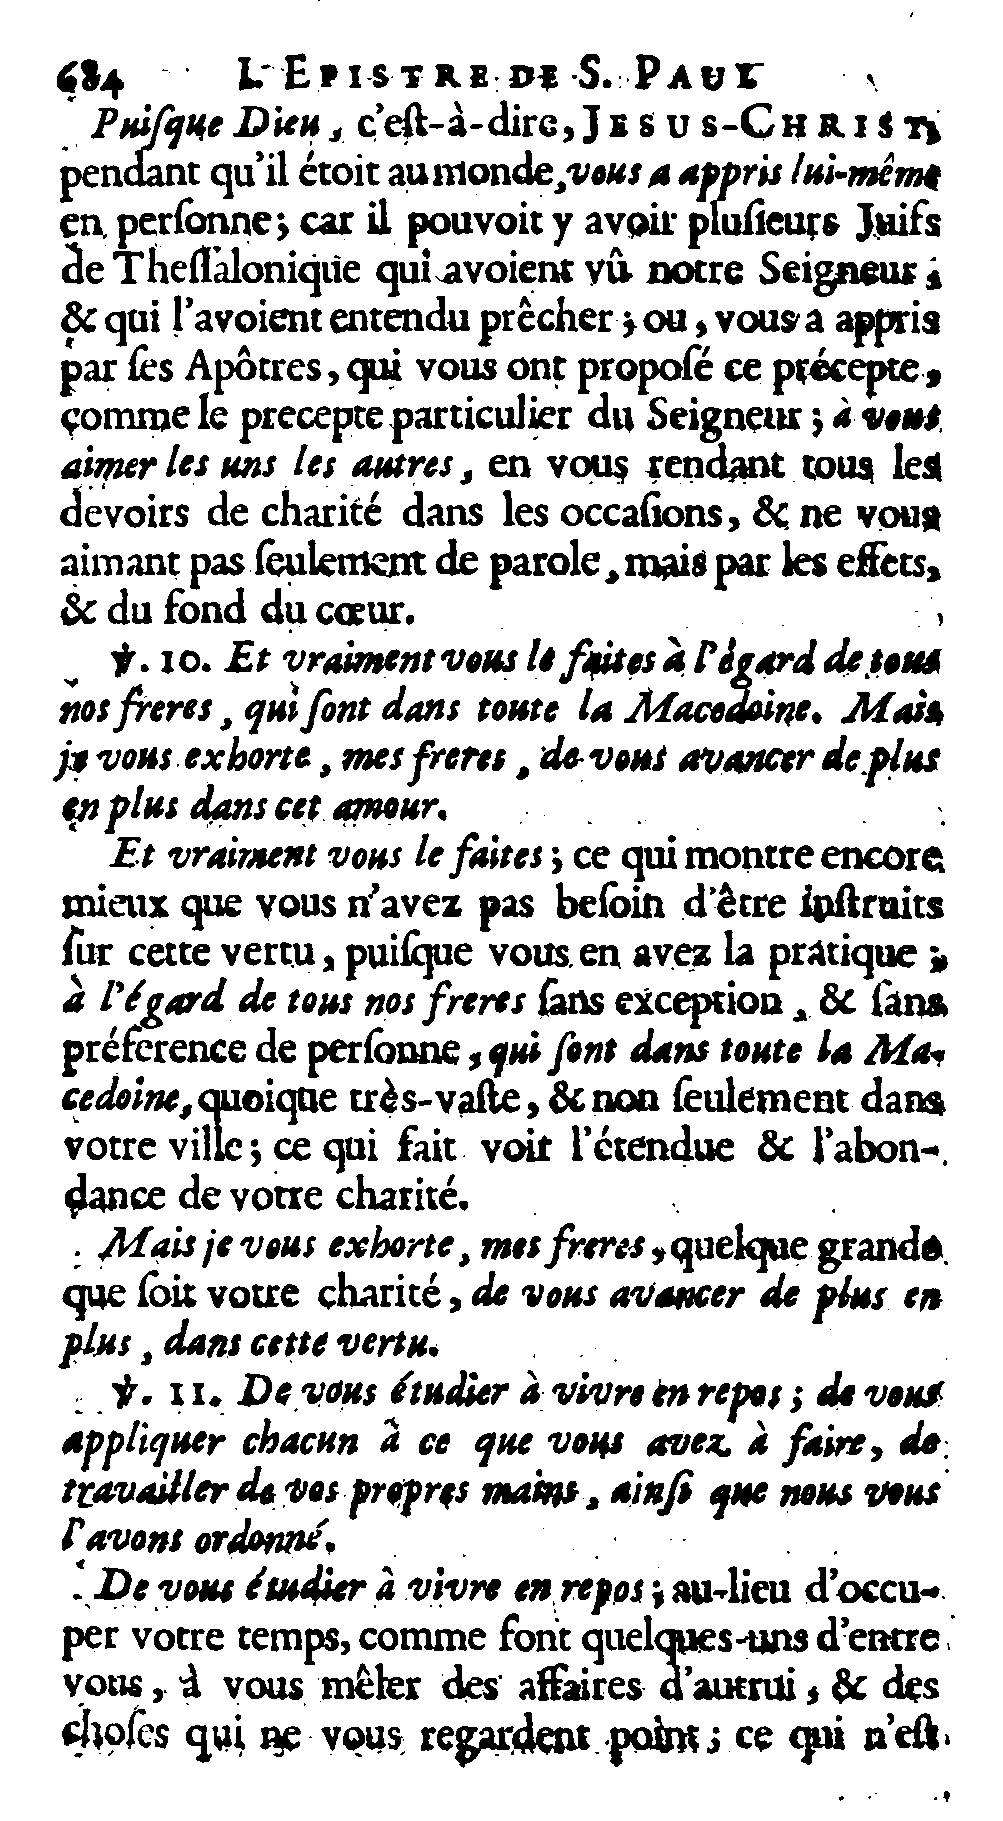 684 L'EPISTRE DE S. PAUL
Puiſque Dieu, c'eſt-à-dire, JESUS-CHRIST,
pendant qu'il étoit au monde, vous a appris lui-même
en perſonne; car il pouvoit y avoir pluſieurs Juifs
de Theſſalonique qui avoient vû notre Seigneur;
& qui l'avoient entendu prêcher; ou, vous a appris
par ſes Apôtres, qui vous ont propoſé ce précepte,
comme le precepte particulier du Seigneur; à vous
aimer les uns les autres, en vous rendant tous les
devoirs de charité dans les occaſions, & ne vous
aimant pas ſeulement de parole, mais par les effets,
& du fond du cœur.
℣. 10. Et vraiment vous le faites à l'égard de tous
nos freres, qui ſont dans toute la Macedoine. Mais
je vous exhorte, mes freres, de vous avancer de plus
en plus dans cet amour.
Et vraiment vous le faites; ce qui montre encore
mieux que vous n'avez pas beſoin d'être inſtruits
ſur cette vertu, puiſque vous en avez la pratique;
à l'égard de tous nos freres ſans exception, & ſans
préference de perſonne, qui ſont dans toute la Ma-
cedoine, quoique très-vaſte, & non ſeulement dans
votre ville; ce qui fait voir l'étendue & l'abon-
dance de votre charité.
Mais je vous exhorte, mes freres, quelque grande
que ſoit votre charité, de vous avancer de plus en
plus, dans cette vertu.
℣. 11. De vous étudier à vivre en repos; de vous
appliquer chacun à ce que vous avez à faire, de
travailler de vos propres mains, ainſi que nous vous
l'avons ordonné.
De vous étudier à vivre en repos; au-lieu d'occu-
per votre temps, comme font quelques-uns d'entre
vous, à vous mêler des affaires d'autrui, & des
choſes qui ne vous regardent point; ce qui n'eſt